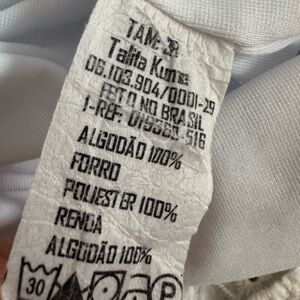 TAM: 38
Talita Kume
06.103.904/0001-29
FEITO NO BRASIL
ALGODÃO 100%
FORRO
POLIESTER 100%
RENDA
ALGODÃO 100%
30
P